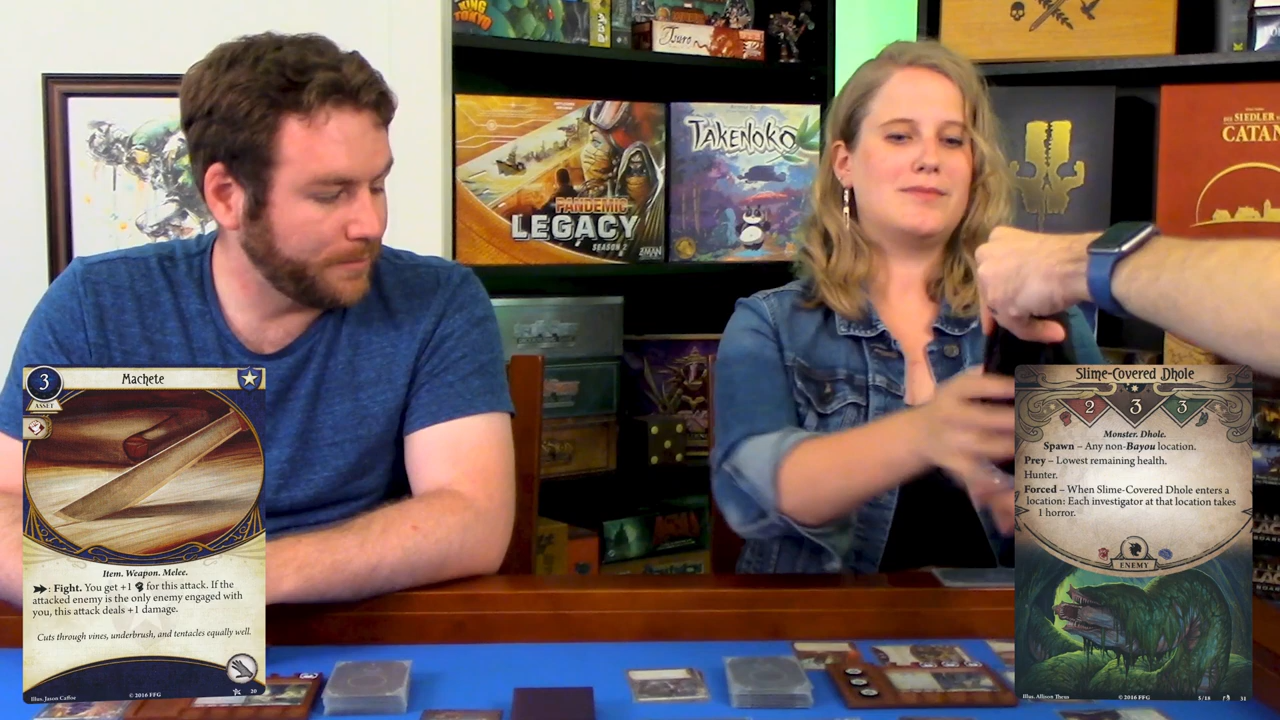 KING
TOKYO
Tsuro
PANDEMIC
LEGACY
SEASON 2
ZMAN
TAKENOKO
DIE SIEDLER
CATAN
3
ASSET
Machete
Item. Weapon. Melee.
: Fight. You get +1 for this attack. If the
attacked enemy is the only enemy engaged with
you, this attack deals +1 damage.
Cuts through vines, underbrush, and tentacles equally well.
Illus. Jason Caffoe
© 2016 FFG
20
Slime-Covered Dhole
2 3 3
Monster. Dhole.
Spawn – Any non-Bayou location.
Prey – Lowest remaining health.
Hunter.
Forced – When Slime-Covered Dhole enters a
location: Each investigator at that location takes
1 horror.
ENEMY
© 2016 FFG
31